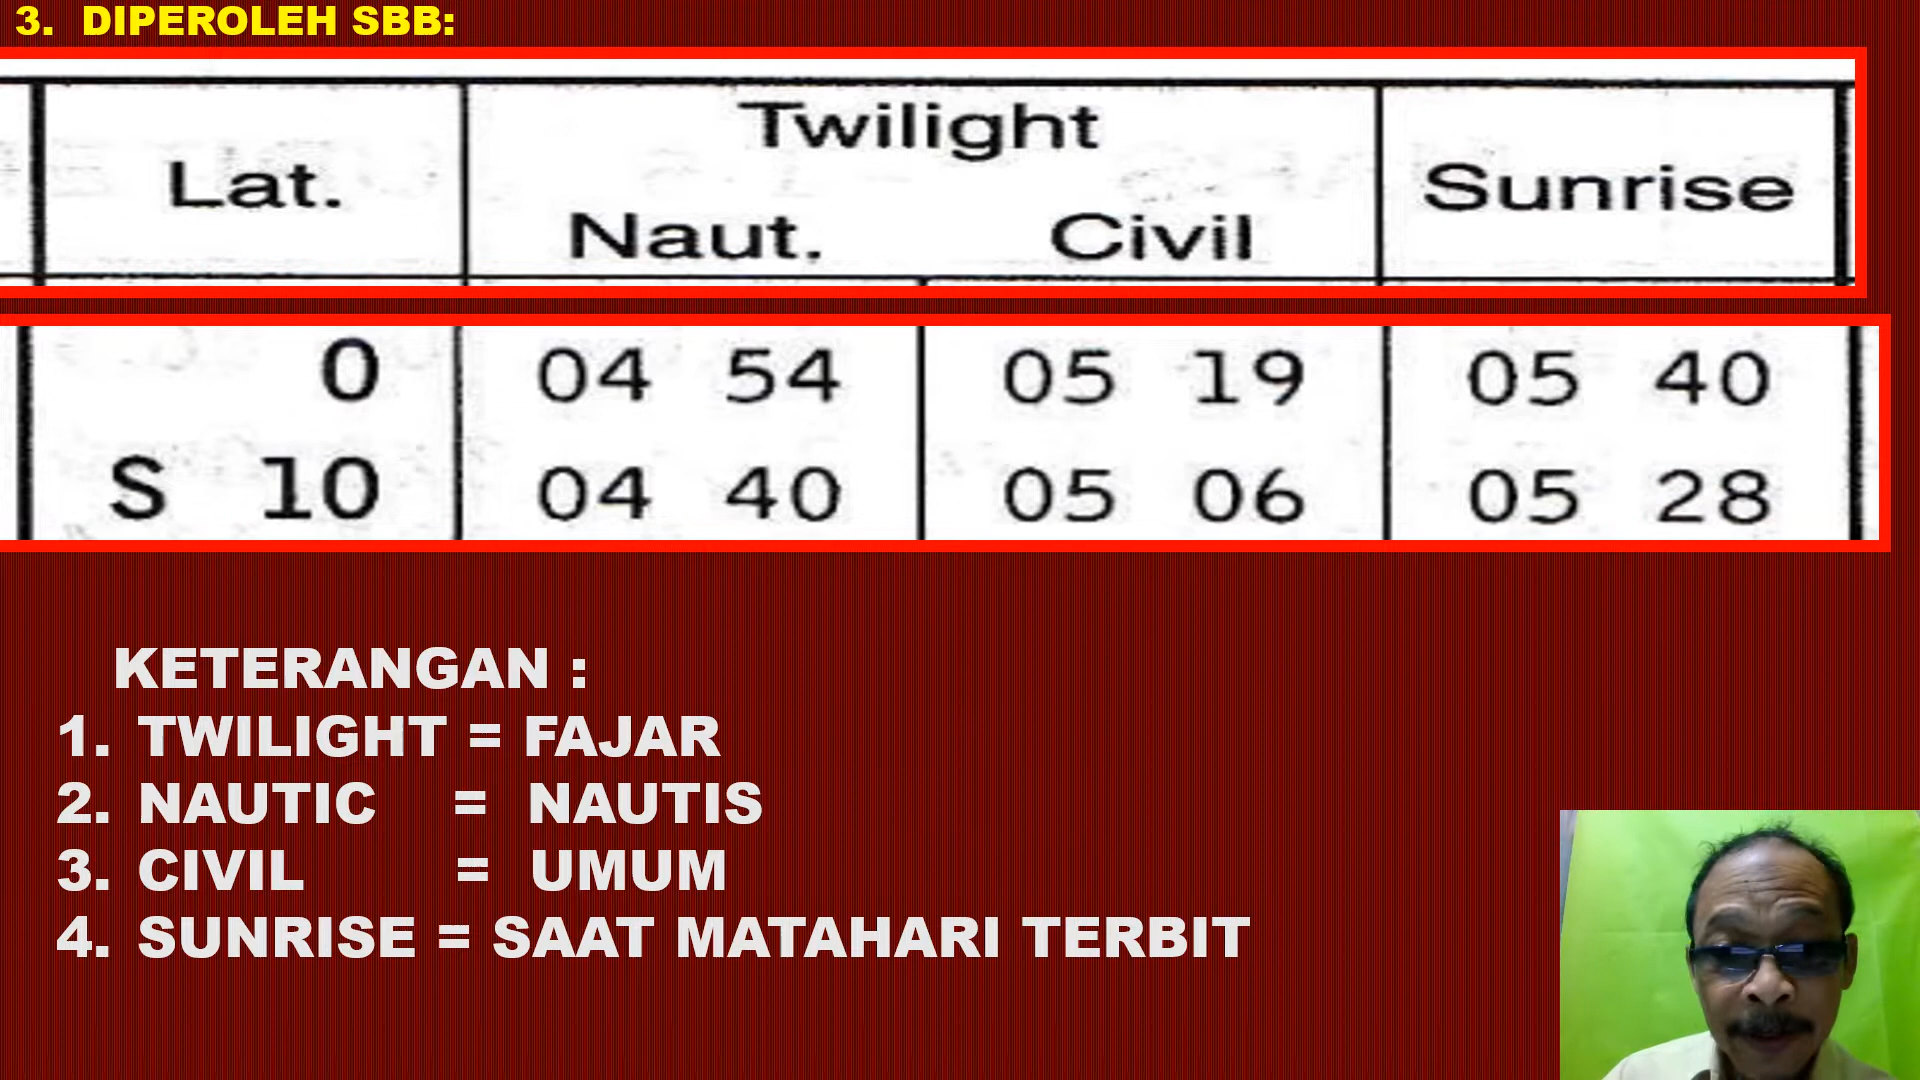 3. DIPEROLEH SBB:
Lat. Twilight Sunrise
Naut. Civil
0 04 54 05 19 05 40
S 10 04 40 05 06 05 28
KETERANGAN :
1. TWILIGHT = FAJAR
2. NAUTIC = NAUTIS
3. CIVIL = UMUM
4. SUNRISE = SAAT MATAHARI TERBIT